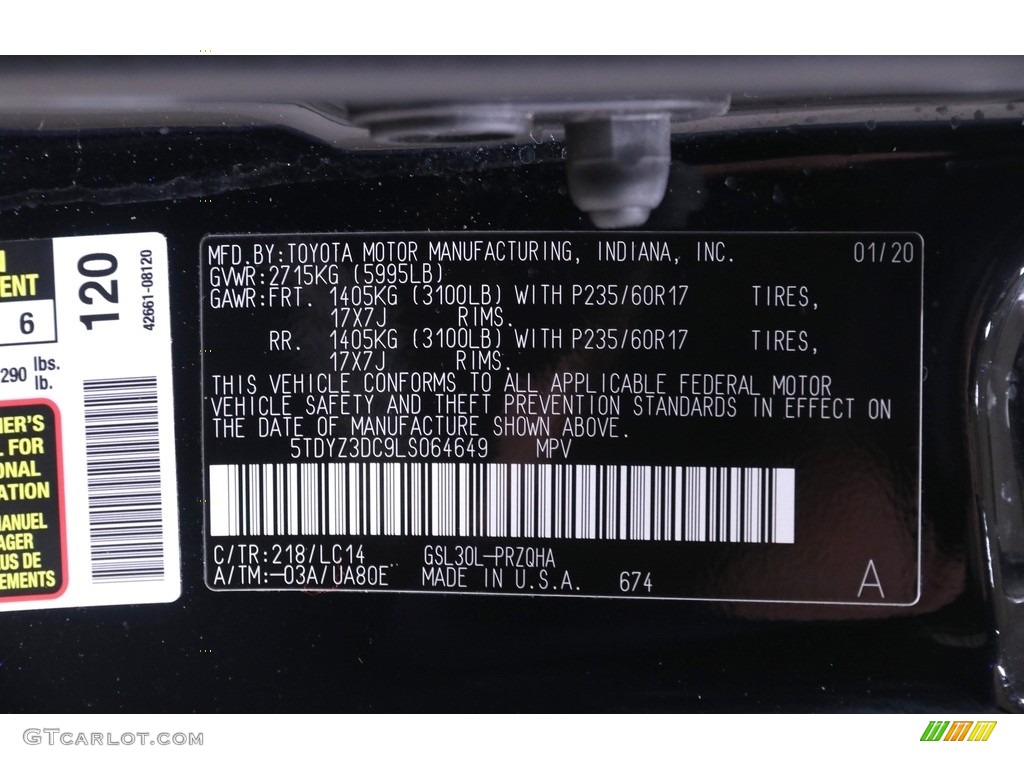 MFD.BY:TOYOTA MOTOR MANUFACTURING, INDIANA, INC. 01/20
GVWR:2715KG (5995LB)
GAWR:FRT. 1405KG (3100LB) WITH P235/60R17 TIRES,
17X7J RIMS.
RR. 1405KG (3100LB) WITH P235/60R17 TIRES,
17X7J RIMS.
THIS VEHICLE CONFORMS TO ALL APPLICABLE FEDERAL MOTOR
VEHICLE SAFETY AND THEFT PREVENTION STANDARDS IN EFFECT ON
THE DATE OF MANUFACTURE SHOWN ABOVE.
5TDYZ3DC9LS064649 MPV
C/TR:218/LC14 GSL30L-PRZQHA
A/TM:-03A/UA80E MADE IN U.S.A. 674 A
120
42661-08120
6
290 lbs.
lb.
FOR
GTCARLOT.COM